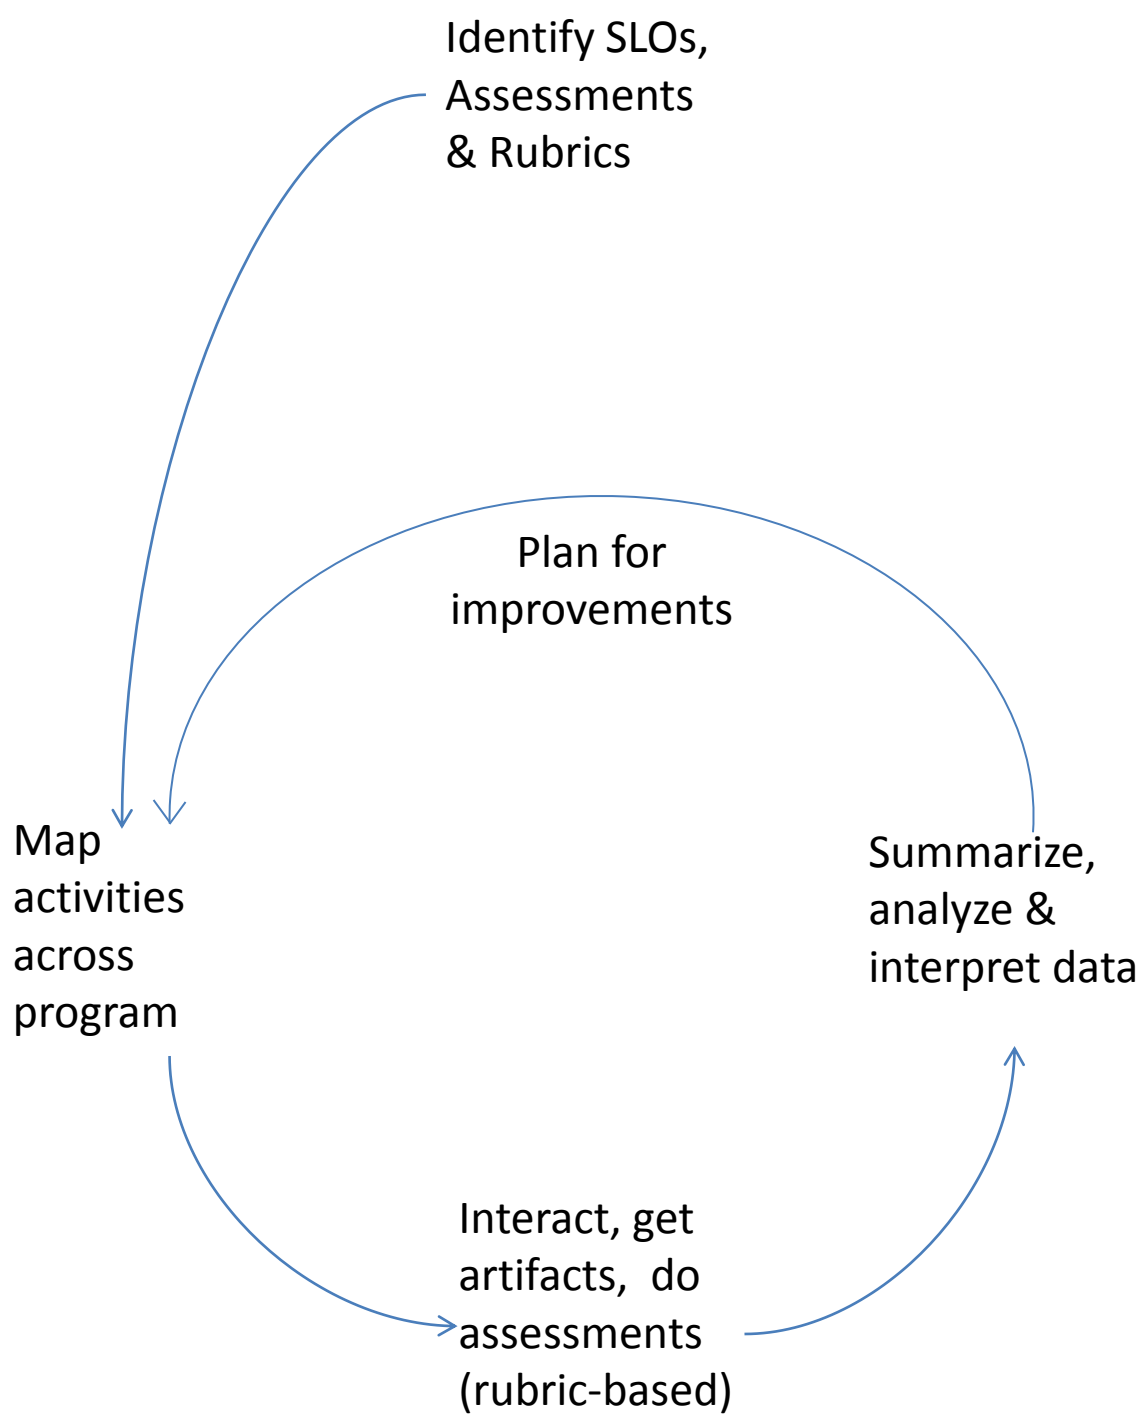 Identify SLOs,
Assessments
& Rubrics
Plan for
improvements
Map
activities
across
program
Summarize,
analyze &
interpret data
Interact, get
artifacts,  do
assessments
(rubric-based)